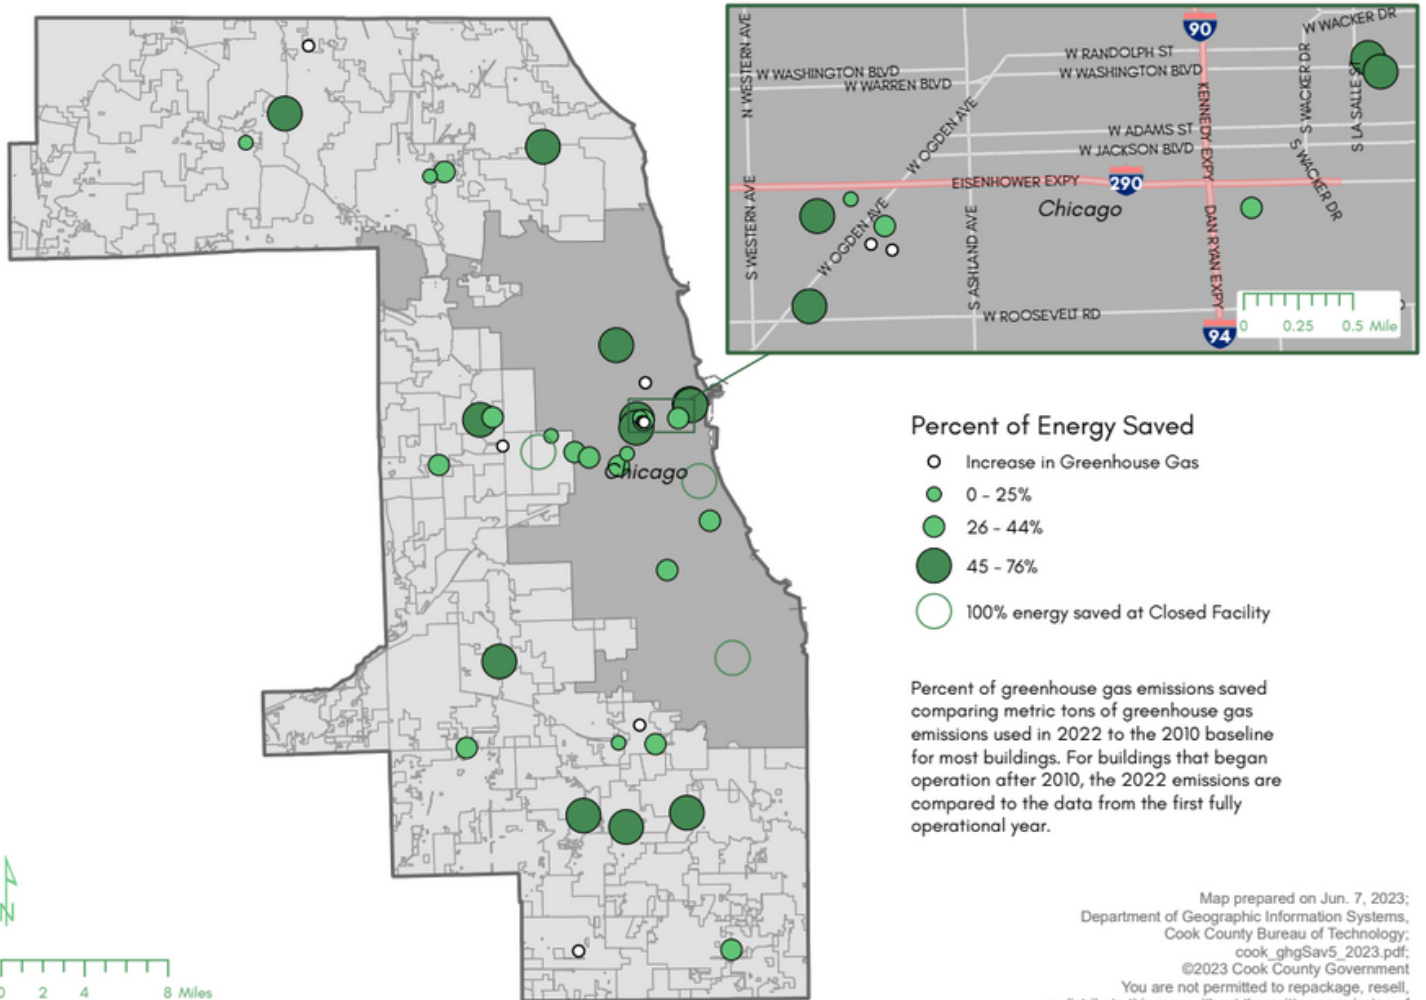 W WACKER DR
90
N WESTERN AVE
W RANDOLPH ST
W WASHINGTON BLVD
W WASHINGTON BLVD
W WARREN BLVD
KENNEDY EXPY
S WACKER DR
S LA SALLE ST
W OGDEN AVE
W ADAMS ST
W JACKSON BLVD
S WACKER DR
EISENHOWER EXPY
290
Chicago
S WESTERN AVE
W OGDEN AVE
S ASHLAND AVE
DAN RYAN EXPY
W ROOSEVELT RD
94
0 0.25 0.5 Mile
Chicago
Percent of Energy Saved
Increase in Greenhouse Gas
0 - 25%
26 - 44%
45 - 76%
100% energy saved at Closed Facility
Percent of greenhouse gas emissions saved
comparing metric tons of greenhouse gas
emissions used in 2022 to the 2010 baseline
for most buildings. For buildings that began
operation after 2010, the 2022 emissions are
compared to the data from the first fully
operational year.
N
0 2 4 8 Miles
Map prepared on Jun. 7, 2023;
Department of Geographic Information Systems,
Cook County Bureau of Technology;
cook_ghgSav5_2023.pdf;
©2023 Cook County Government
You are not permitted to repackage, resell,